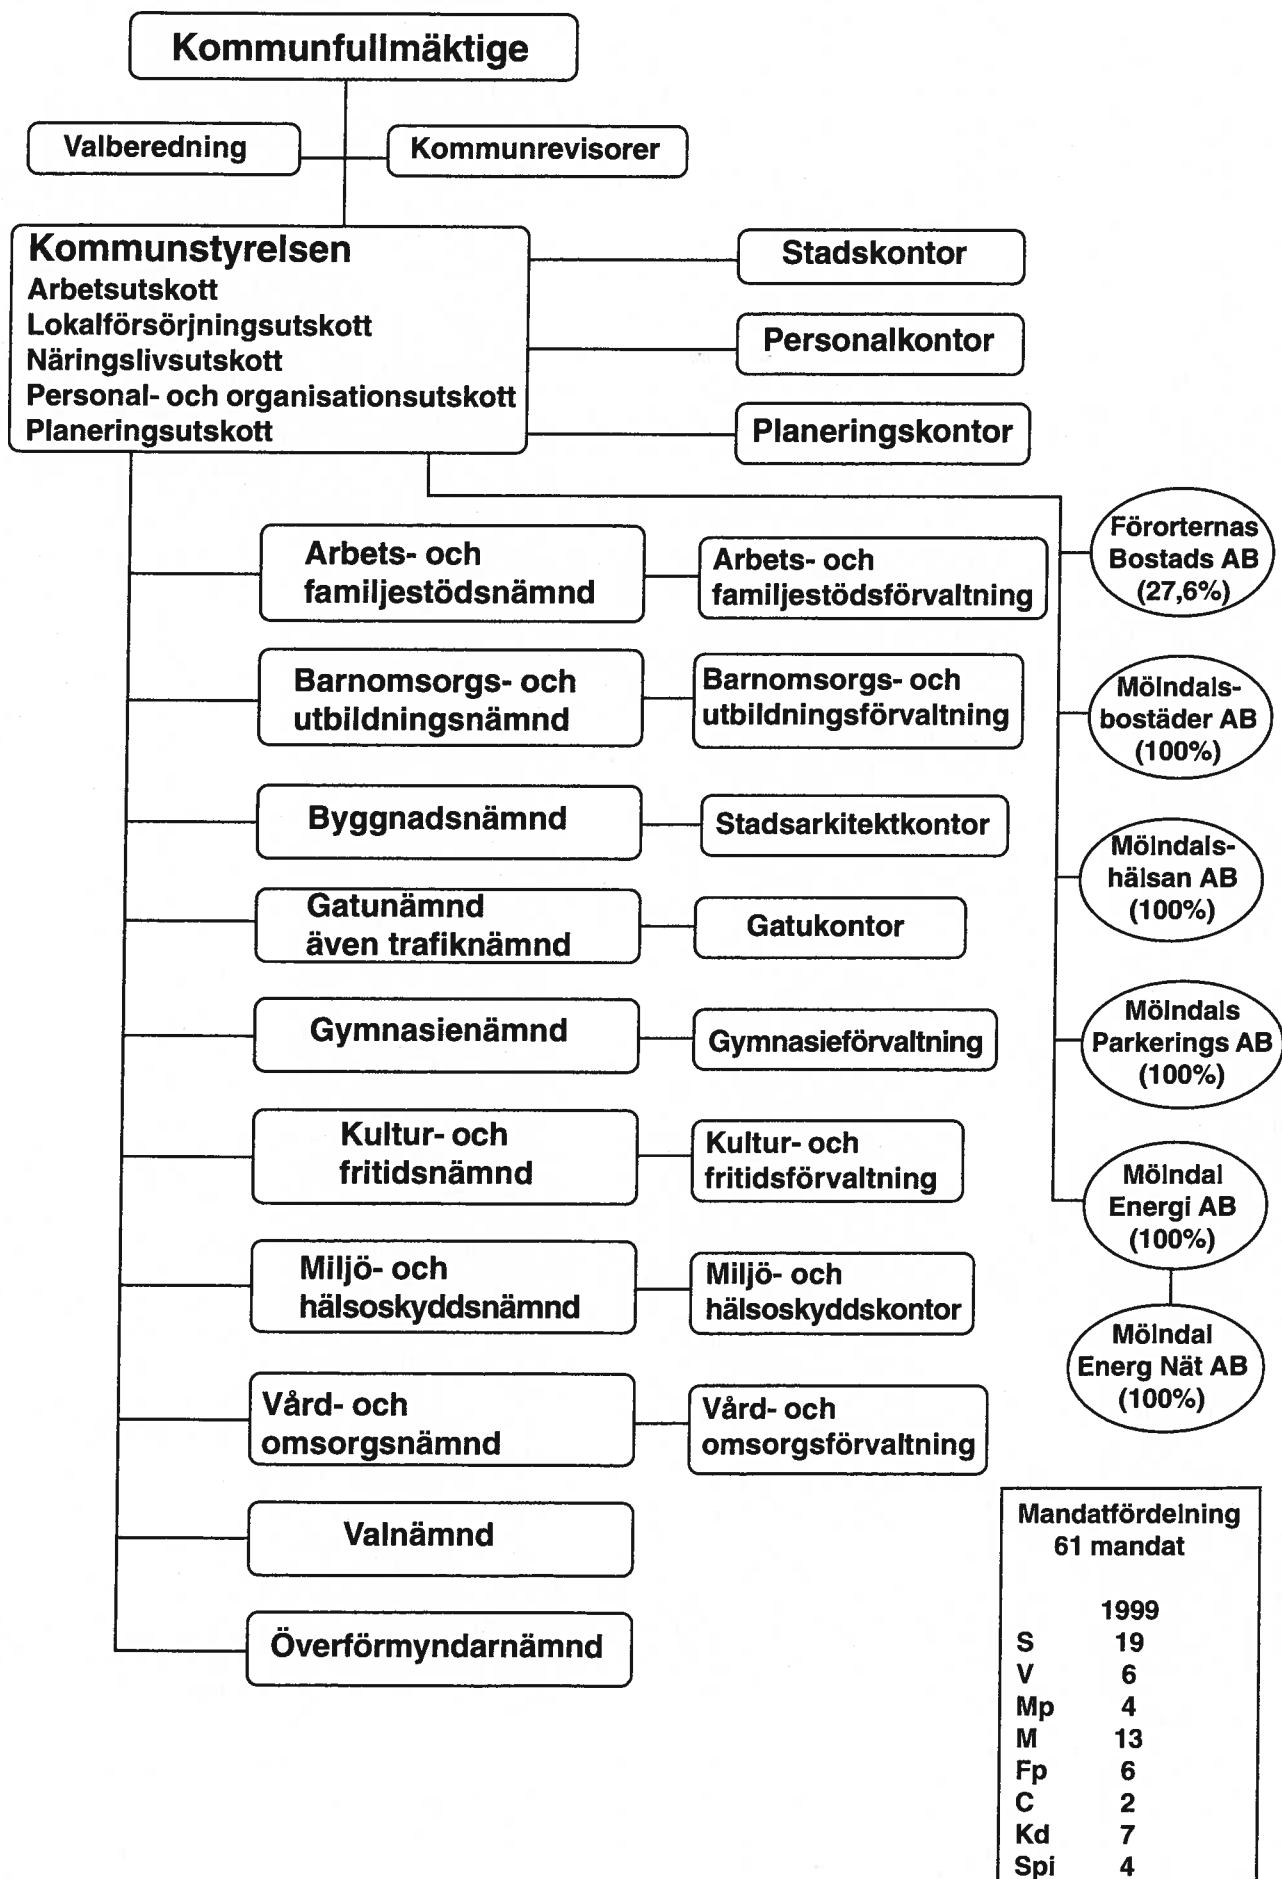 Kommunfullmäktige
Valberedning
Kommunrevisorer
Kommunstyrelsen
Arbetsutskott
Lokalförsörjningsutskott
Näringslivsutskott
Personal- och organisationsutskott
Planeringsutskott
Stadskontor
Personalkontor
Planeringskontor
Arbets- och
familjestödsnämnd
Arbets- och
familjestödsförvaltning
Barnomsorgs- och
utbildningsnämnd
Barnomsorgs- och
utbildningsförvaltning
Byggnadsnämnd
Stadsarkitektkontor
Gatunämnd
även trafiknämnd
Gatukontor
Gymnasienämnd
Gymnasieförvaltning
Kultur- och
fritidsnämnd
Kultur- och
fritidsförvaltning
Miljö- och
hälsoskyddsnämnd
Miljö- och
hälsoskyddskontor
Vård- och
omsorgsnämnd
Vård- och
omsorgsförvaltning
Valnämnd
Överförmyndarnämnd
Förorternas
Bostads AB
(27,6%)
Mölndals-
bostäder AB
(100%)
Mölndals-
hälsan AB
(100%)
Mölndals
Parkerings AB
(100%)
Mölndal
Energi AB
(100%)
Mölndal
Energ Nät AB
(100%)
Mandatfördelning
61 mandat
1999
S 19
V 6
Mp 4
M 13
Fp 6
C 2
Kd 7
Spi 4